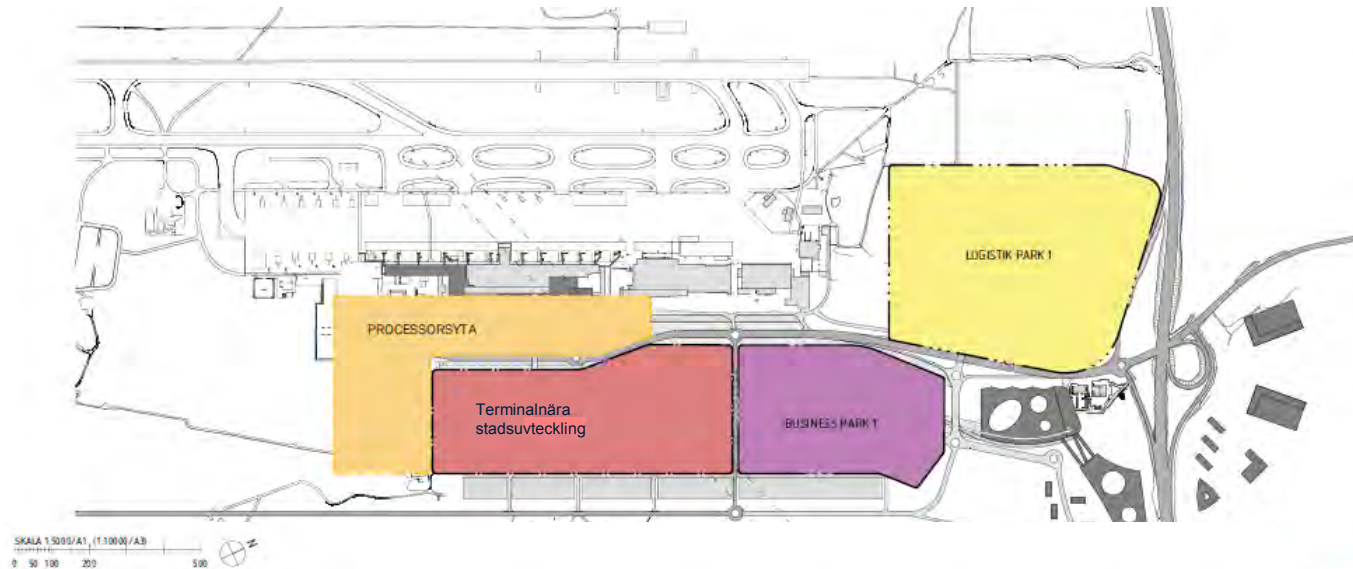 LOGISTIK PARK 1
PROCESSORSYTA
Terminalnära
stadsuvteckling
BUSINESS PARK 1
SKALA 1:5000/A1, (1:10000/A3)
0 50 100 200 500
N